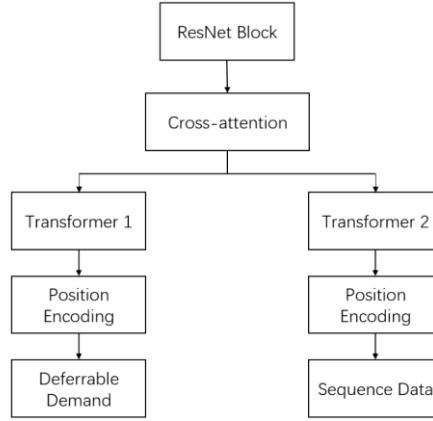 ResNet Block
Cross-attention
Transformer 1
Transformer 2
Position
Encoding
Position
Encoding
Deferrable
Demand
Sequence Data